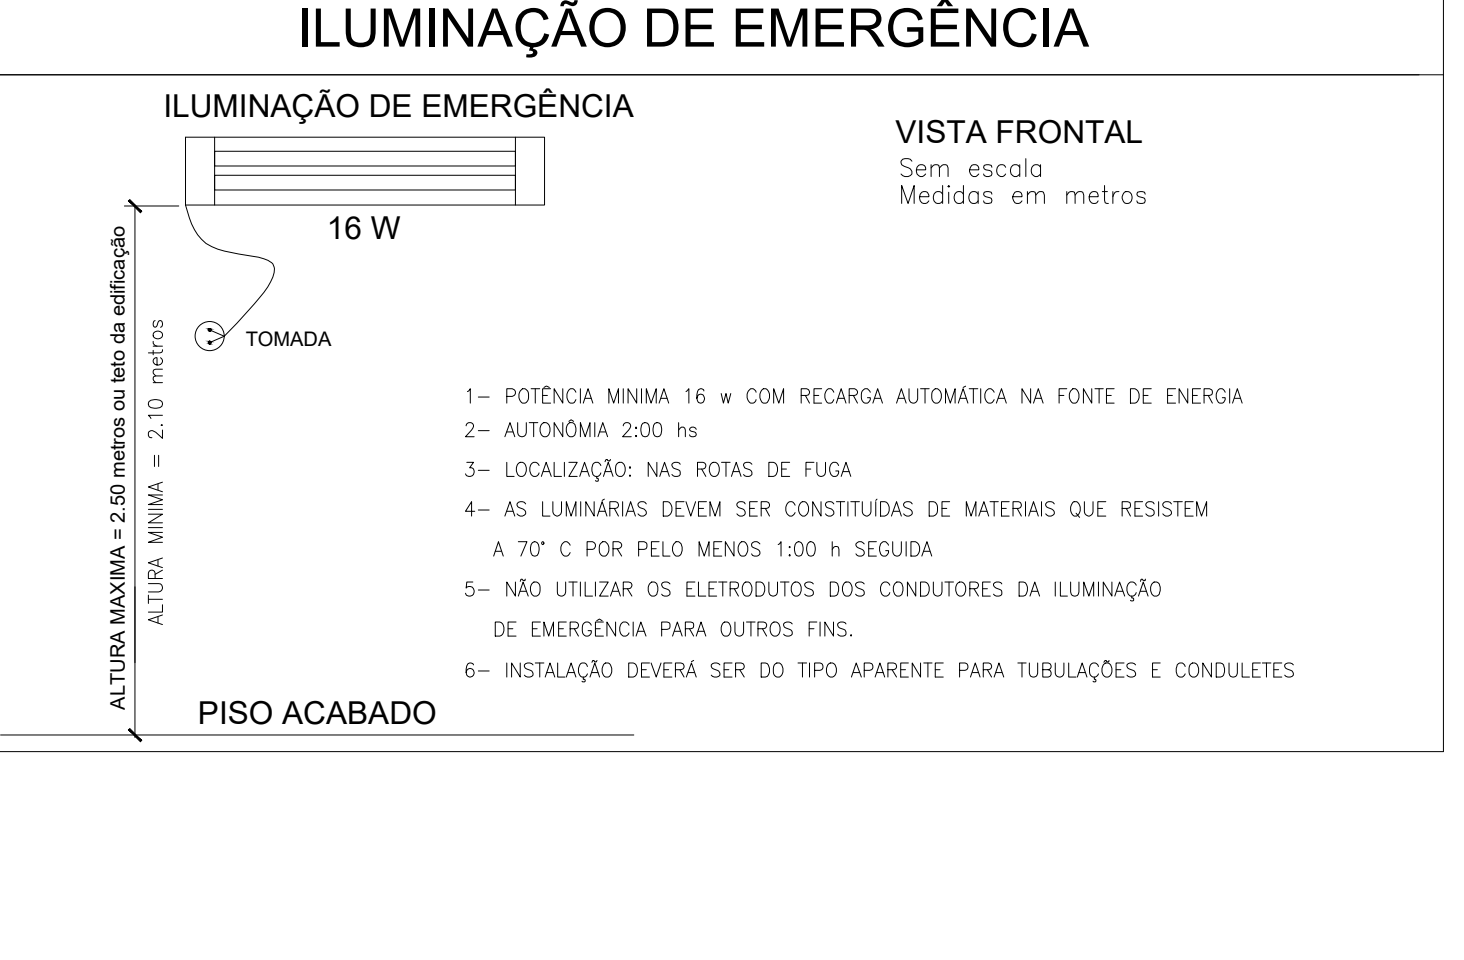 ILUMINAÇÃO DE EMERGÊNCIA
ILUMINAÇÃO DE EMERGÊNCIA
VISTA FRONTAL
Sem escala
Medidas em metros
16 W
TOMADA
ALTURA MAXIMA = 2.50 metros ou teto da edificação
ALTURA MINIMA = 2.10 metros
1- POTÊNCIA MINIMA 16 w COM RECARGA AUTOMÁTICA NA FONTE DE ENERGIA
2- AUTONÔMIA 2:00 hs
3- LOCALIZAÇÃO: NAS ROTAS DE FUGA
4- AS LUMINÁRIAS DEVEM SER CONSTITUÍDAS DE MATERIAIS QUE RESISTEM
A 70° C POR PELO MENOS 1:00 h SEGUIDA
5- NÃO UTILIZAR OS ELETRODUTOS DOS CONDUTORES DA ILUMINAÇÃO
DE EMERGÊNCIA PARA OUTROS FINS.
6- INSTALAÇÃO DEVERÁ SER DO TIPO APARENTE PARA TUBULAÇÕES E CONDULETES
PISO ACABADO